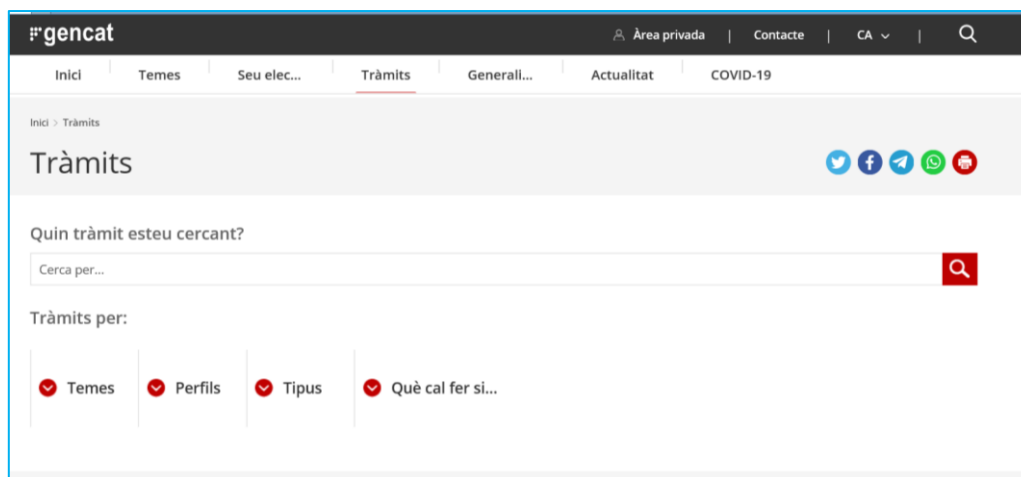 gencat
Àrea privada | Contacte | CA |
Inici Temes Seu elec... Tràmits Generali... Actualitat COVID-19
Inici > Tràmits
Tràmits
Quin tràmit esteu cercant?
Cerca per...
Tràmits per:
Temes Perfils Tipus Què cal fer si...